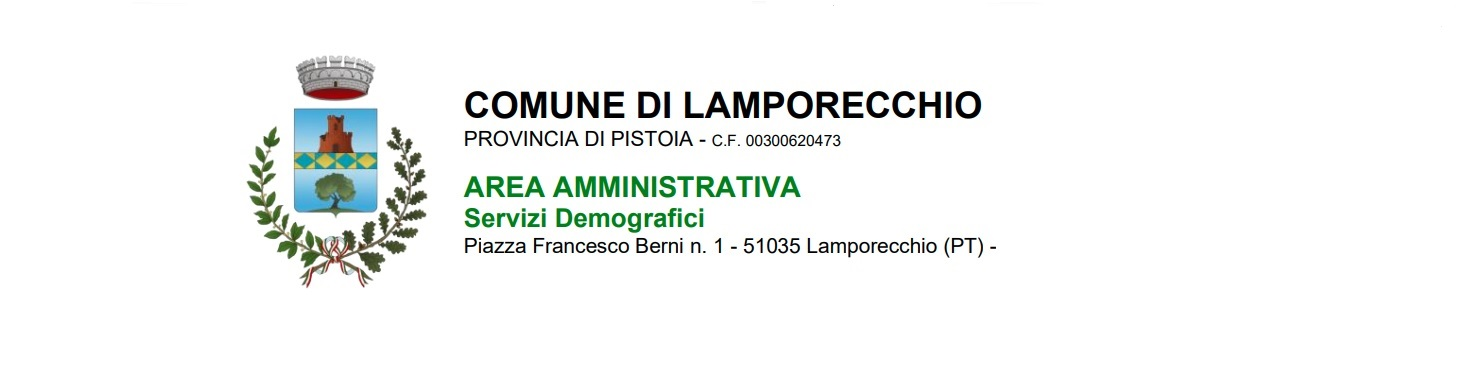 COMUNE DI LAMPORECCHIO
PROVINCIA DI PISTOIA - C.F. 00300620473
AREA AMMINISTRATIVA
Servizi Demografici
Piazza Francesco Berni n. 1 - 51035 Lamporecchio (PT) -